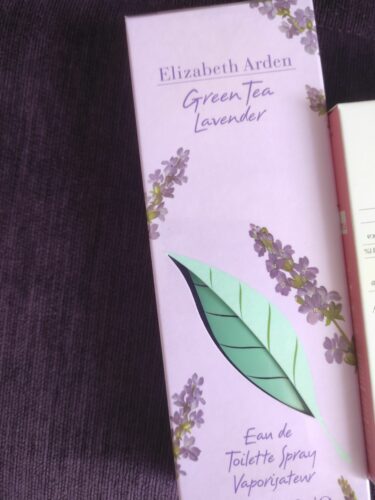 Elizabeth Arden
Green Tea
Lavender
Eau de
Toilette Spray
Vaporisateur